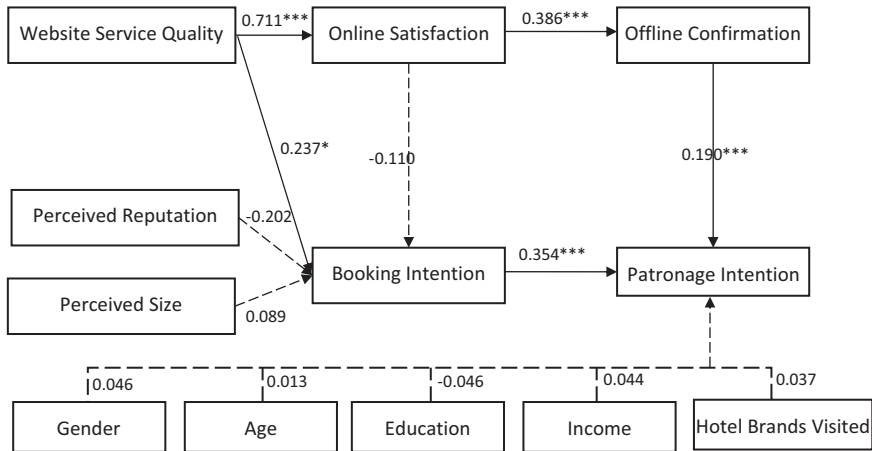 Website Service Quality
0.711***
Online Satisfaction
0.386***
Offline Confirmation
0.237*
-0.110
0.190***
Perceived Reputation
-0.202
Booking Intention
0.354***
Patronage Intention
Perceived Size
0.089
0.046
0.013
-0.046
0.044
0.037
Gender
Age
Education
Income
Hotel Brands Visited